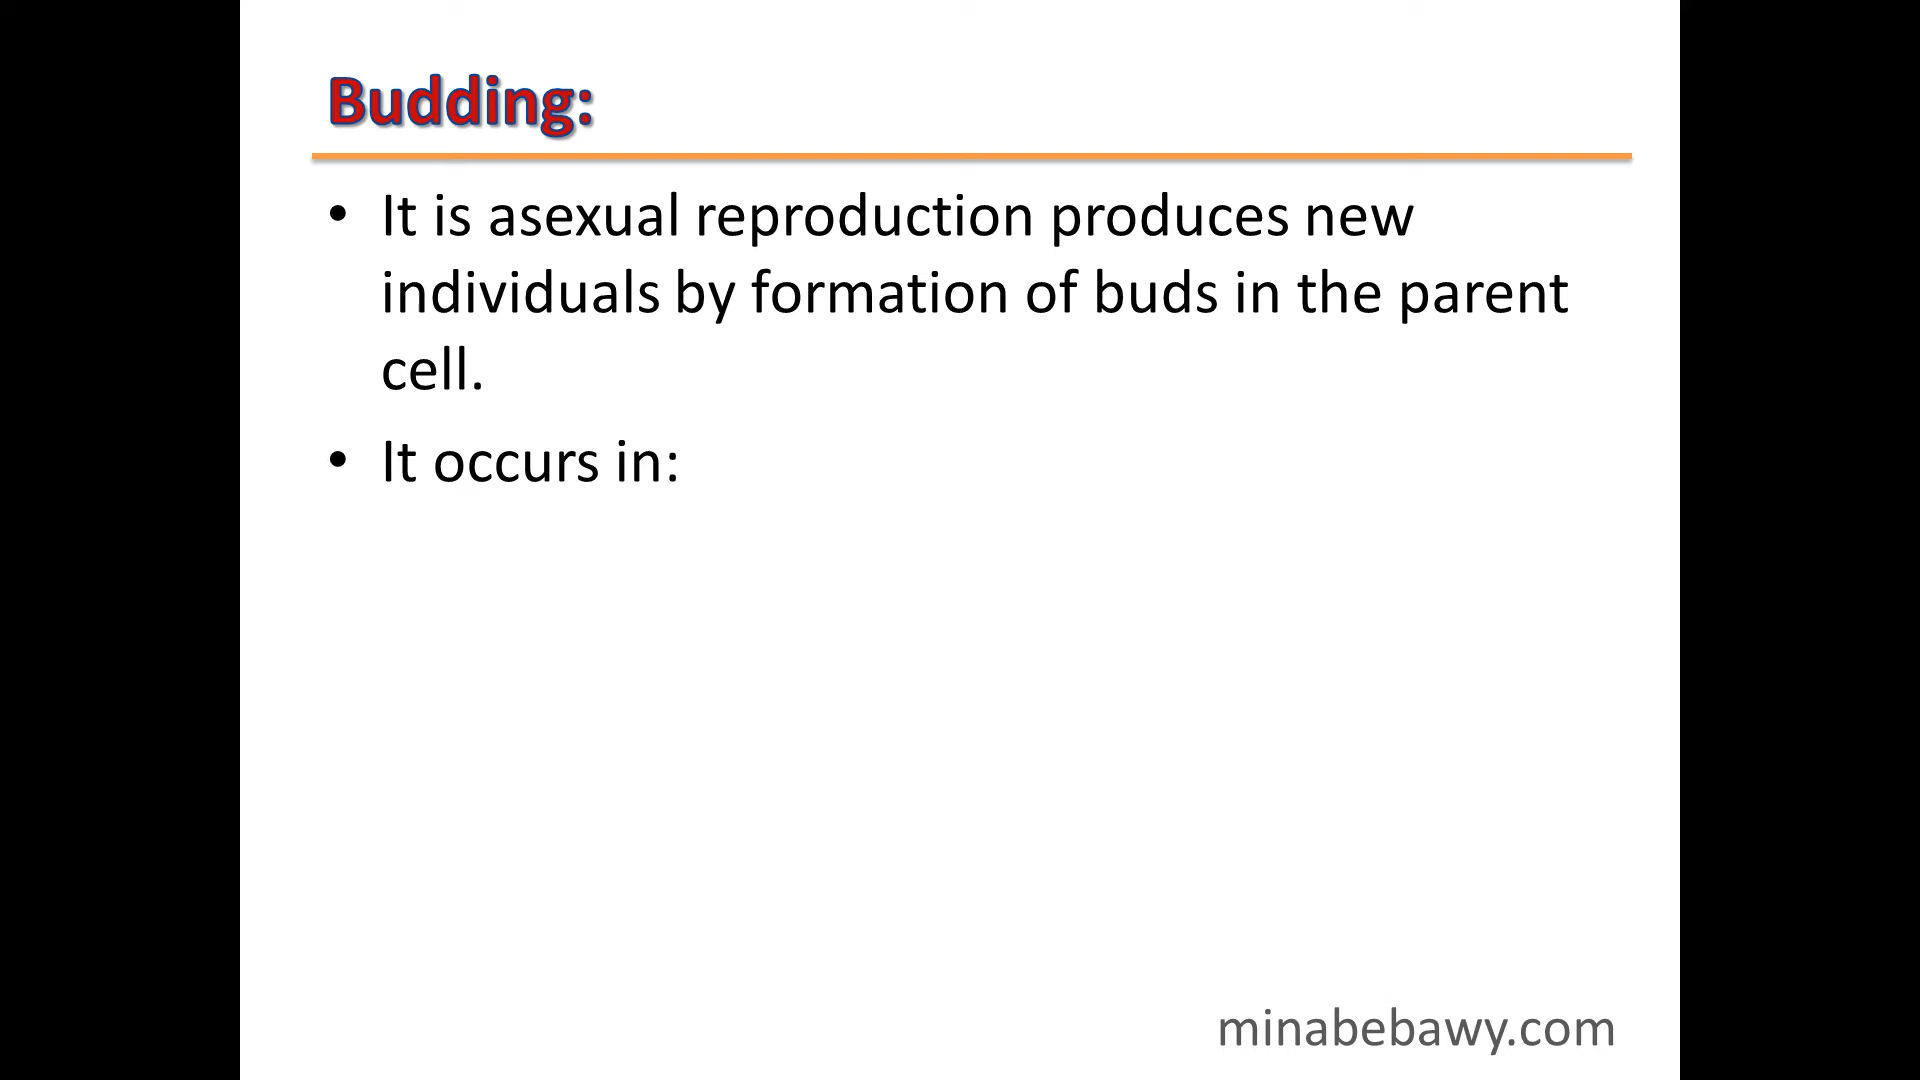 Budding:
• It is asexual reproduction produces new
individuals by formation of buds in the parent
cell.
• It occurs in:
minabebawy.com